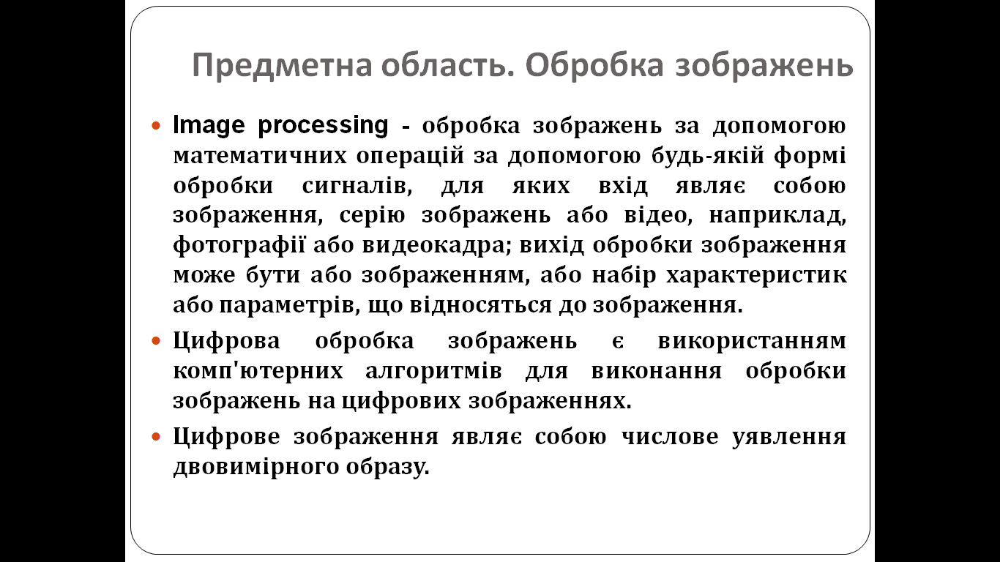 Предметна область. Обробка зображень
Image processing - обробка зображень за допомогою
математичних операцій за допомогою будь-якій формі
обробки сигналів, для яких вхід являє собою
зображення, серію зображень або відео, наприклад,
фотографії або видеокадра; вихід обробки зображення
може бути або зображенням, або набір характеристик
або параметрів, що відносяться до зображення.
Цифрова обробка зображень є використанням
комп'ютерних алгоритмів для виконання обробки
зображень на цифрових зображеннях.
Цифрове зображення являє собою числове уявлення
двовимірного образу.